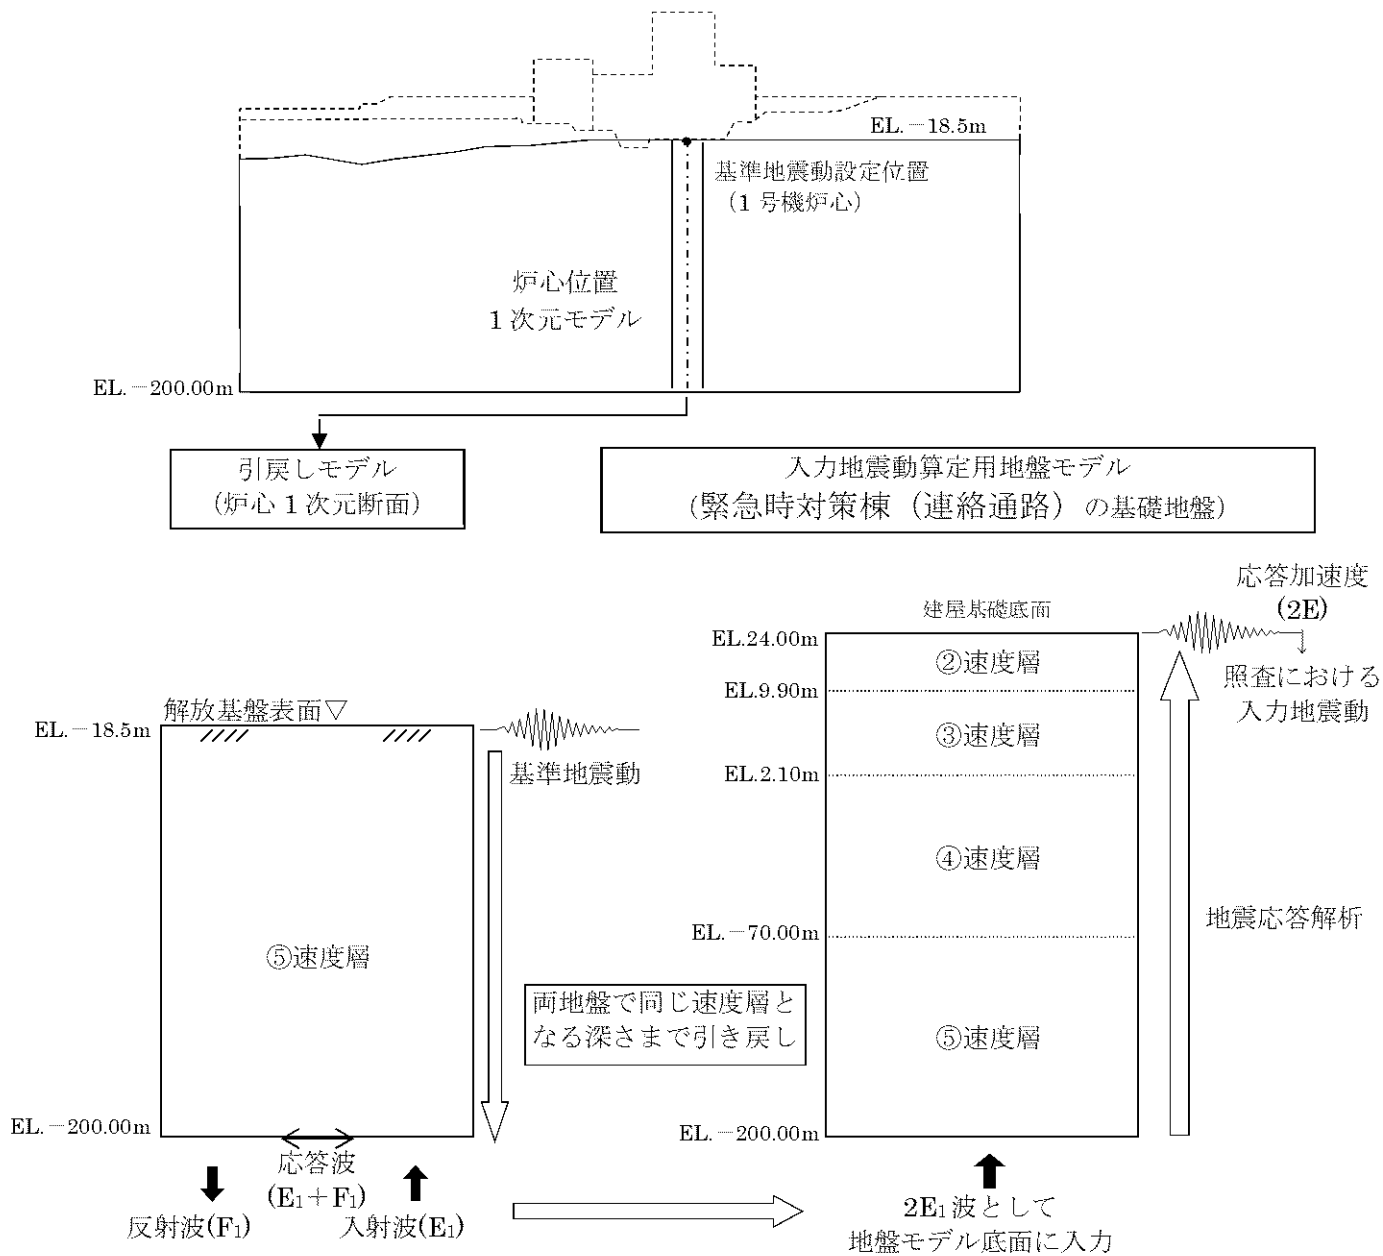 EL.－18.5m
基準地震動設定位置
（1号機炉心）
炉心位置
1次元モデル
EL.－200.00m
引戻しモデル
(炉心1次元断面)
入力地震動算定用地盤モデル
(緊急時対策棟（連絡通路）の基礎地盤)
応答加速度
(2E)
建屋基礎底面
EL.24.00m
②速度層
照査における
入力地震動
EL.9.90m
解放基盤表面▽
EL.－18.5m
③速度層
基準地震動
EL.2.10m
④速度層
地震応答解析
EL.－70.00m
⑤速度層
両地盤で同じ速度層と
なる深さまで引き戻し
⑤速度層
EL.－200.00m
EL.－200.00m
応答波
(E₁＋F₁)
反射波(F₁)
入射波(E₁)
2E₁波として
地盤モデル底面に入力